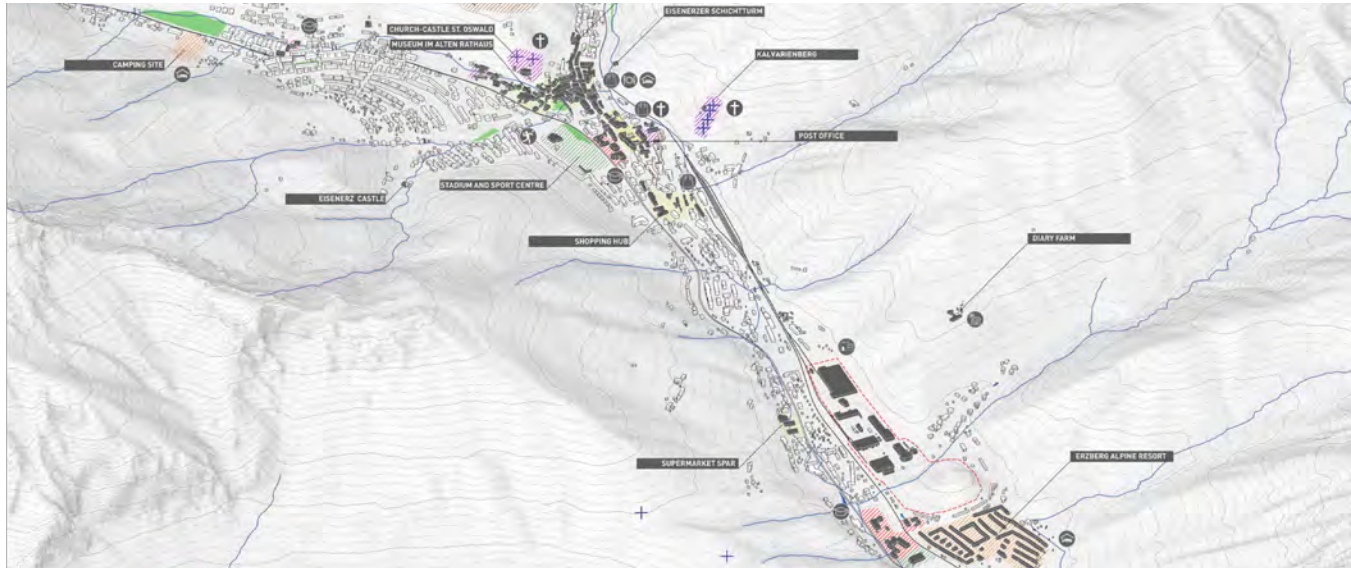 EISENERZER SCHICHTTURM
CHURCH-CASTLE ST. OSWALD
MUSEUM IM ALTEN RATHAUS
KALVARIENBERG
CAMPING SITE
POST OFFICE
STADIUM AND SPORT CENTRE
EISENERZ CASTLE
SHOPPING HUB
DIARY FARM
ERZBERG ALPINE RESORT
SUPERMARKET SPAR